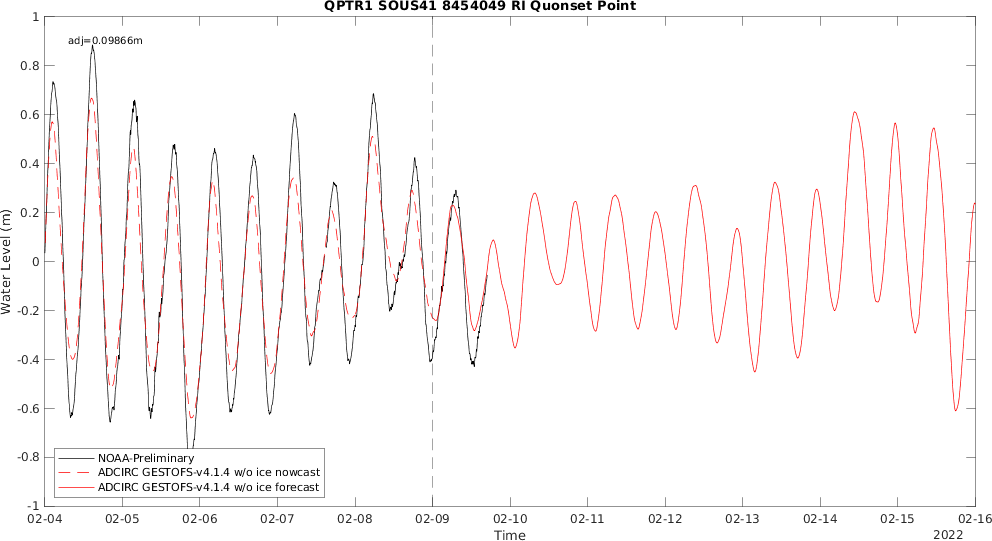 QPTR1 SOUS41 8454049 RI Quonset Point
adj=0.09866m
1
0.8
0.6
0.4
0.2
0
-0.2
-0.4
-0.6
-0.8
-1
Water Level (m)
NOAA-Preliminary
ADCIRC GESTOFS-v4.1.4 w/o ice nowcast
ADCIRC GESTOFS-v4.1.4 w/o ice forecast
02-04 02-05 02-06 02-07 02-08 02-09 02-10 02-11 02-12 02-13 02-14 02-15 02-16
Time
2022